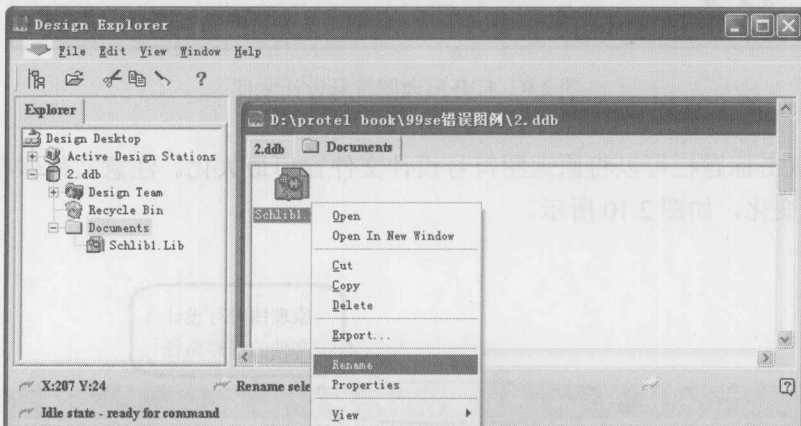 Design Explorer
File Edit View Window Help
?
Explorer
Design Desktop
Active Design Stations
2.ddb
Design Team
Recycle Bin
Documents
Schlib1.Lib
D:\protel book\99se错误图例\2.ddb
2.ddb Documents
Schlib1.
Open
Open In New Window
Cut
Copy
Delete
Export...
Rename
Properties
View
X:207 Y:24
Rename sele
Idle state - ready for command